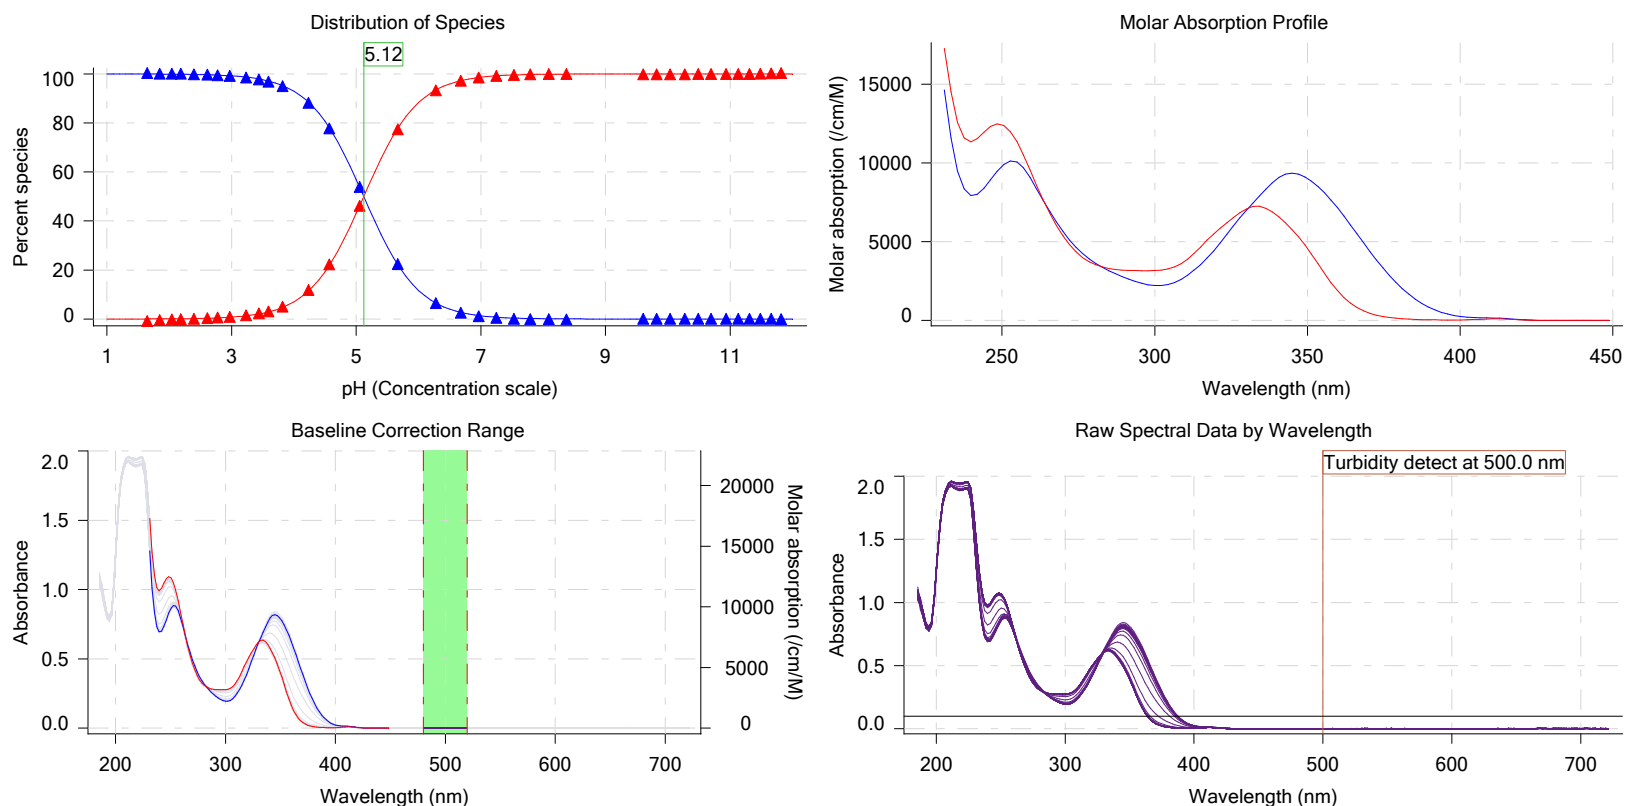 Distribution of Species
5.12
100
80
60
40
20
0
Percent species
1 3 5 7 9 11
pH (Concentration scale)
Molar Absorption Profile
15000
10000
5000
0
Molar absorption (/cm/M)
250 300 350 400 450
Wavelength (nm)
Baseline Correction Range
2.0
1.5
1.0
0.5
0.0
Absorbance
20000
15000
10000
5000
0
Molar absorption (/cm/M)
200 300 400 500 600 700
Wavelength (nm)
Raw Spectral Data by Wavelength
Turbidity detect at 500.0 nm
2.0
1.5
1.0
0.5
0.0
Absorbance
200 300 400 500 600 700
Wavelength (nm)